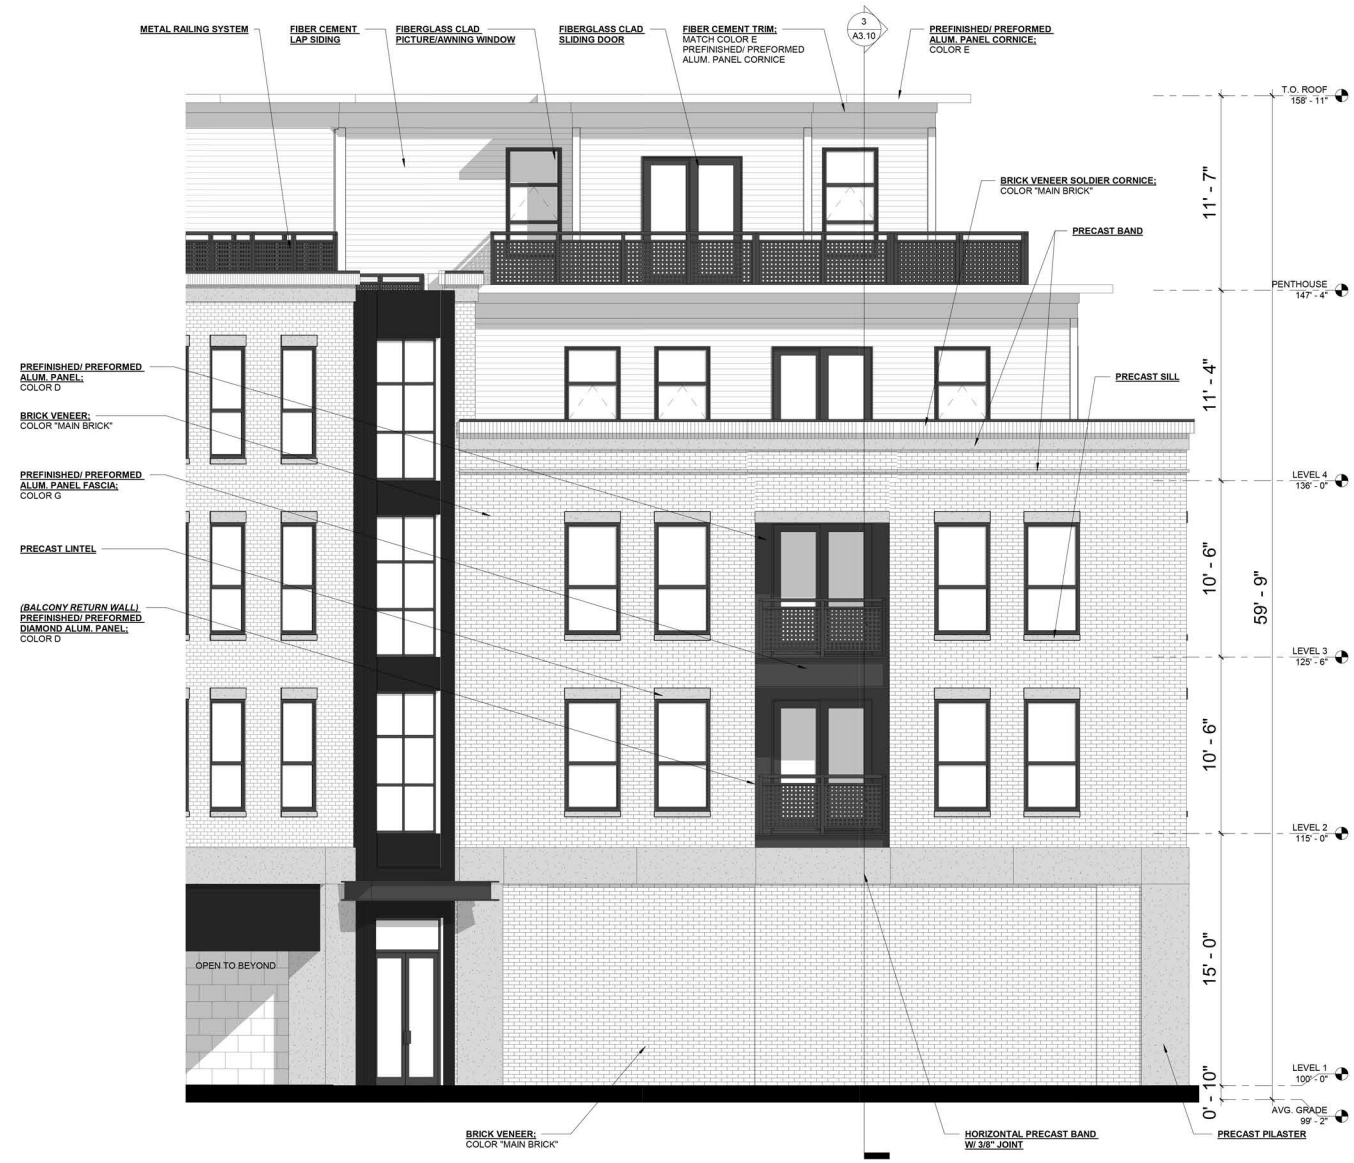 METAL RAILING SYSTEM
FIBER CEMENT
LAP SIDING
FIBERGLASS CLAD
PICTURE/AWNING WINDOW
FIBERGLASS CLAD
SLIDING DOOR
FIBER CEMENT TRIM;
MATCH COLOR E
PREFINISHED/ PREFORMED
ALUM. PANEL CORNICE
3
A3.10
PREFINISHED/ PREFORMED
ALUM. PANEL CORNICE;
COLOR E
T.O. ROOF
158' - 11"
11' - 7"
BRICK VENEER SOLDIER CORNICE;
COLOR "MAIN BRICK"
PRECAST BAND
PENTHOUSE
147' - 4"
11' - 4"
PREFINISHED/ PREFORMED
ALUM. PANEL;
COLOR D
PRECAST SILL
BRICK VENEER;
COLOR "MAIN BRICK"
PREFINISHED/ PREFORMED
ALUM. PANEL FASCIA;
COLOR G
LEVEL 4
136' - 0"
PRECAST LINTEL
10' - 6"
59' - 9"
(BALCONY RETURN WALL)
PREFINISHED/ PREFORMED
DIAMOND ALUM. PANEL;
COLOR D
LEVEL 3
125' - 6"
10' - 6"
LEVEL 2
115' - 0"
OPEN TO BEYOND
15' - 0"
LEVEL 1
100' - 0"
0' - 10"
AVG. GRADE
99' - 2"
BRICK VENEER;
COLOR "MAIN BRICK"
HORIZONTAL PRECAST BAND
W/ 3/8" JOINT
PRECAST PILASTER